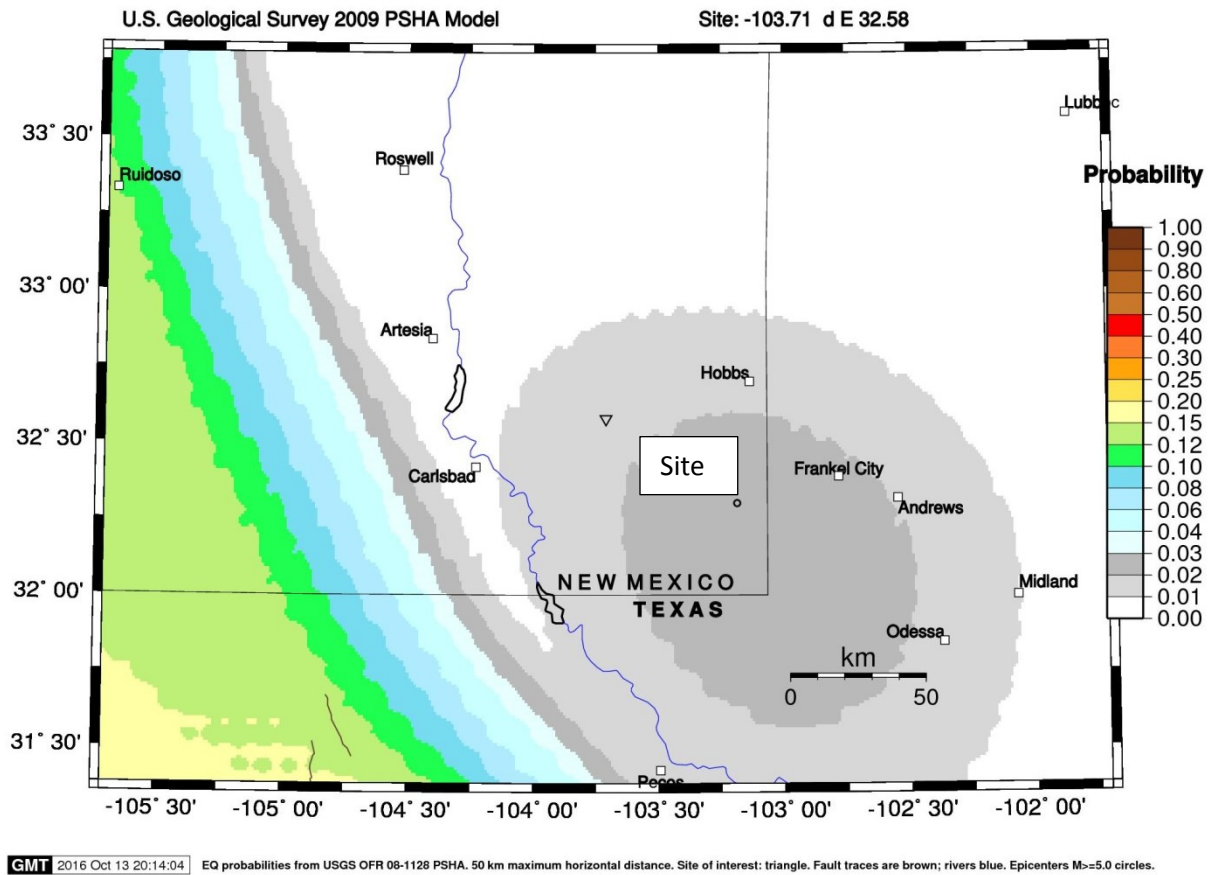 U.S. Geological Survey 2009 PSHA Model
Site: -103.71 d E 32.58
Lubboc
33° 30'
Roswell
Probability
Ruidoso
1.00
0.90
0.80
0.60
0.50
0.40
0.30
0.25
0.20
0.15
0.12
0.10
0.08
0.06
0.04
0.03
0.02
0.01
0.00
33° 00'
Artesia
Hobbs
32° 30'
Site
Carlsbad
Frankel City
Andrews
NEW MEXICO
TEXAS
32° 00'
Midland
Odessa
km
0 50
31° 30'
Pecos
-105 30' -105 00' -104 30' -104 00' -103 30' -103 00' -102 30' -102 00'
GMT 2016 Oct 13 20:14:04 EQ probabilities from USGS OFR 08-1128 PSHA. 50 km maximum horizontal distance. Site of interest: triangle. Fault traces are brown; rivers blue. Epicenters M>=5.0 circles.